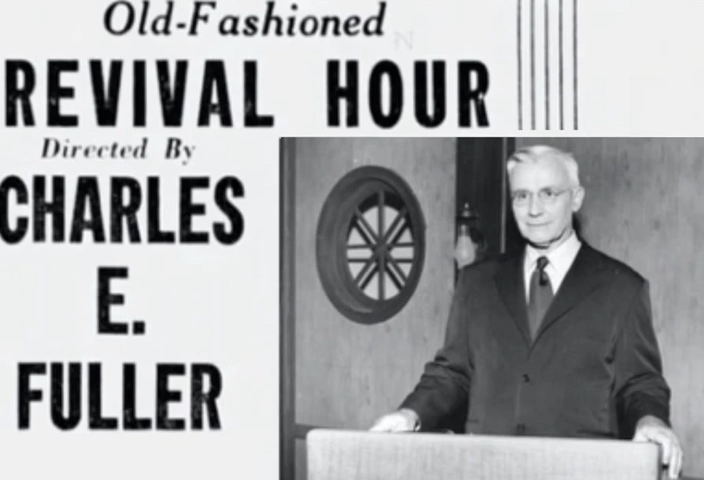 Old-Fashioned
REVIVAL HOUR
Directed By
CHARLES
E.
FULLER